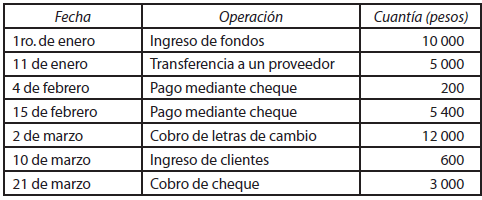 Fecha Operación Cuantía (pesos)
1ro. de enero Ingreso de fondos 10 000
11 de enero Transferencia a un proveedor 5 000
4 de febrero Pago mediante cheque 200
15 de febrero Pago mediante cheque 5 400
2 de marzo Cobro de letras de cambio 12 000
10 de marzo Ingreso de clientes 600
21 de marzo Cobro de cheque 3 000